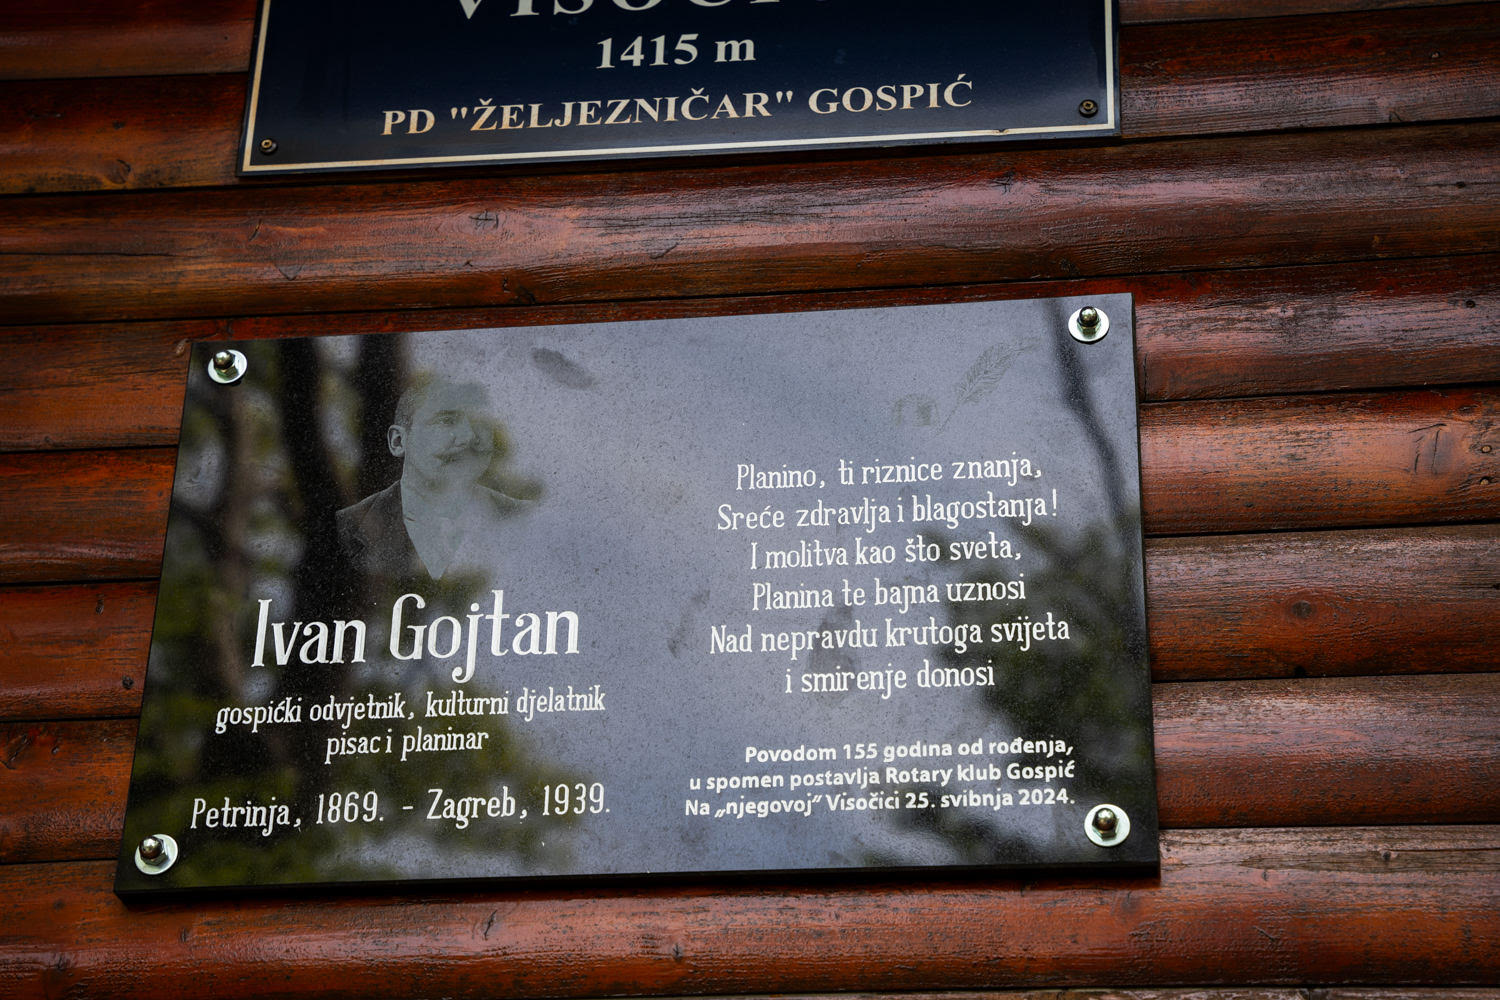 1415 m
PD "ŽELJEZNIČAR" GOSPIĆ
Ivan Gojtan
gospićki odvjetnik, kulturni djelatnik
pisac i planinar
Petrinja, 1869. - Zagreb, 1939.
Planino, ti riznice znanja,
Sreće zdravlja i blagostanja!
I molitva kao što sveta,
Planina te bajna uznosi
Nad nepravdu krutoga svijeta
i smirenje donosi
Povodom 155 godina od rođenja,
u spomen postavlja Rotary klub Gospić
Na „njegovoj“ Visočici 25. svibnja 2024.